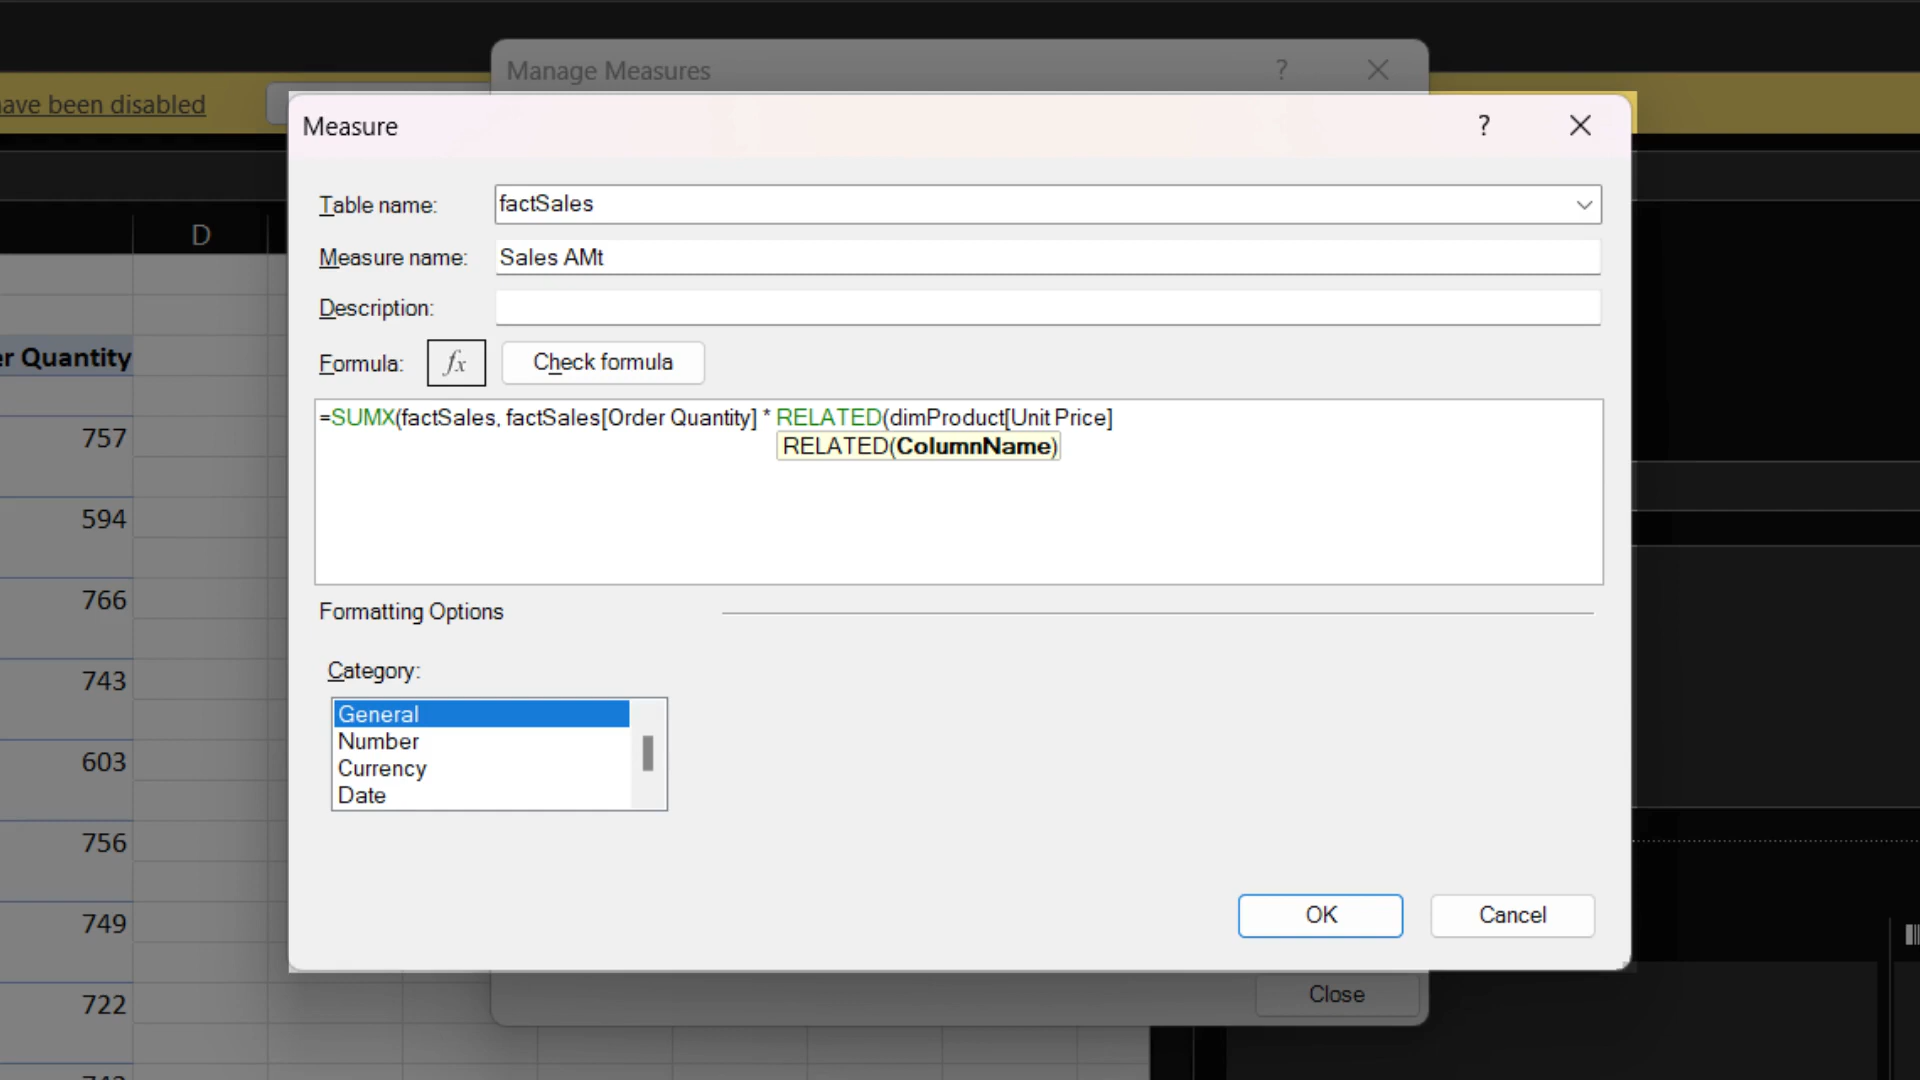 Manage Measures ?
ave been disabled
Measure ?
Table name: factSales
D
Measure name: Sales AMt
Description:
er Quantity
Formula: fx Check formula
=SUMX(factSales, factSales[Order Quantity] * RELATED(dimProduct[Unit Price]
757
RELATED(ColumnName)
594
766
Formatting Options
743
Category:
General
Number
603
Currency
Date
756
749
OK Cancel
722
Close